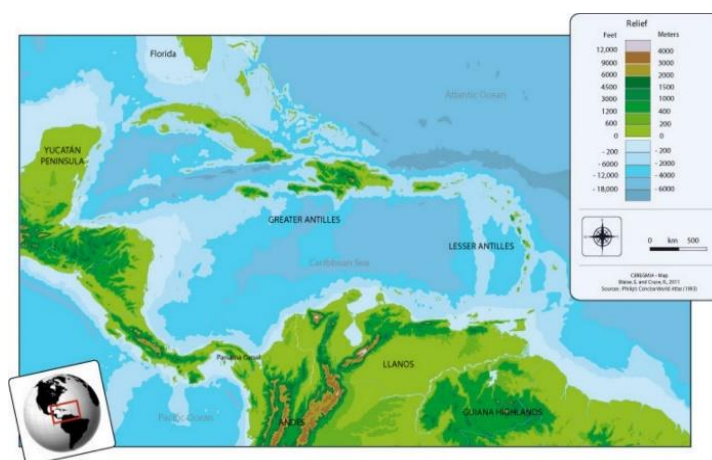 Relief
Feet Meters
12,000 4000
9000 3000
6000 2000
4500 1500
3000 1000
1200 400
600 200
0 0
- 200 - 200
- 6000 - 2000
- 12,000 - 4000
- 18,000 - 6000
0 km 500
CEREGMIA - Map
Sources: Philip's Concise World Atlas (1993)
Florida
Atlantic Ocean
YUCATÁN
PENINSULA
GREATER ANTILLES
LESSER ANTILLES
Caribbean Sea
Panama Canal
LLANOS
Pacific Ocean
ANDES
GUIANA HIGHLANDS